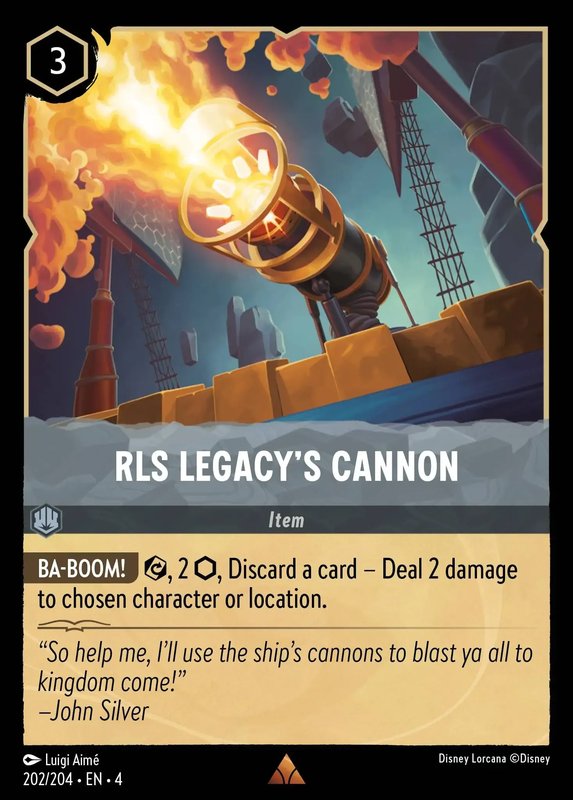 3
RLS LEGACY'S CANNON
Item
BA-BOOM! , 2 , Discard a card – Deal 2 damage
to chosen character or location.
“So help me, I'll use the ship's cannons to blast ya all to
kingdom come!”
–John Silver
Luigi Aimé
Disney Lorcana ©Disney
202/204 • EN • 4